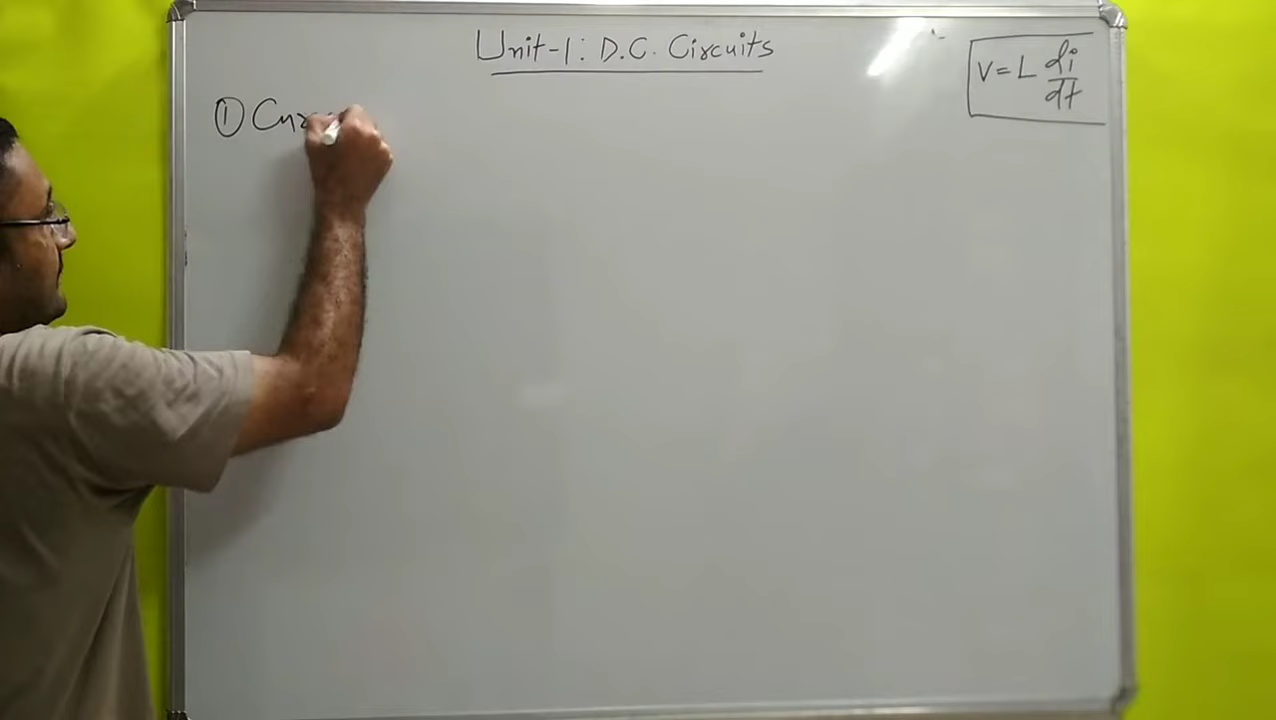 Unit-1: D.C. Circuits
V = L di/dt
① Cur